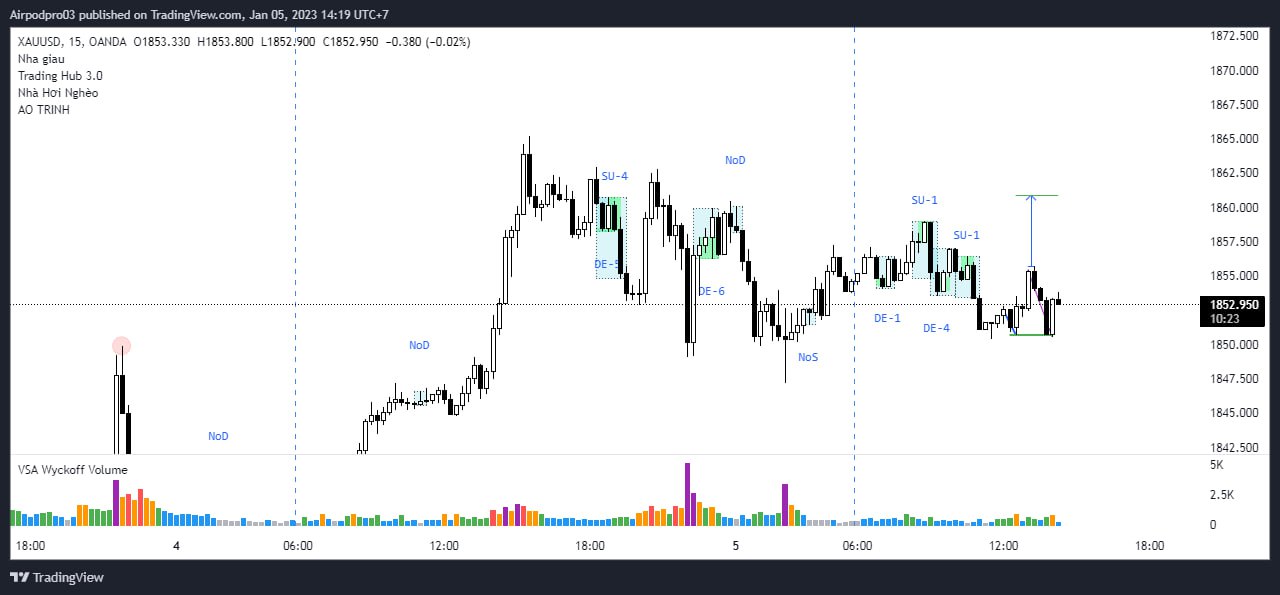 Airpodpro03 published on TradingView.com, Jan 05, 2023 14:19 UTC+7
XAUUSD, 15, OANDA O1853.330 H1853.800 L1852.900 C1852.950 −0.380 (−0.02%)
Nha giau
Trading Hub 3.0
Nhà Hơi Nghèo
AO TRINH
1872.500
1870.000
1867.500
1865.000
1862.500
1860.000
1857.500
1855.000
1852.950
10:23
1850.000
1847.500
1845.000
1842.500
NoD
SU-4
SU-1
SU-1
DE-5
DE-6
DE-1
DE-4
NoD
NoS
NoD
VSA Wyckoff Volume
5K
2.5K
0
18:00 4 06:00 12:00 18:00 5 06:00 12:00 18:00
TradingView